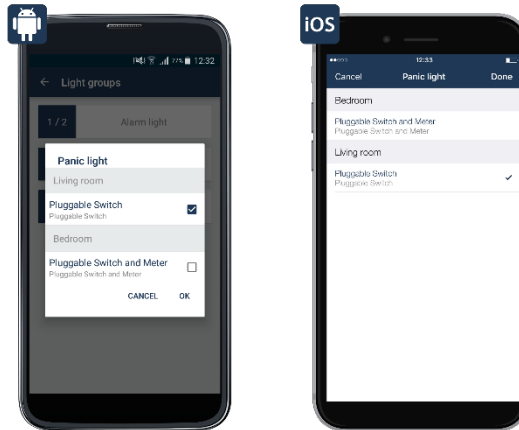 iOS
77% 12:32
Light groups
1 / 2 Alarm light
Panic light
Living room
Pluggable Switch
Pluggable Switch
Bedroom
Pluggable Switch and Meter
Pluggable Switch and Meter
CANCEL OK
12:33
Cancel Panic light Done
Bedroom
Pluggable Switch and Meter
Pluggable Switch and Meter
Living room
Pluggable Switch
Pluggable Switch